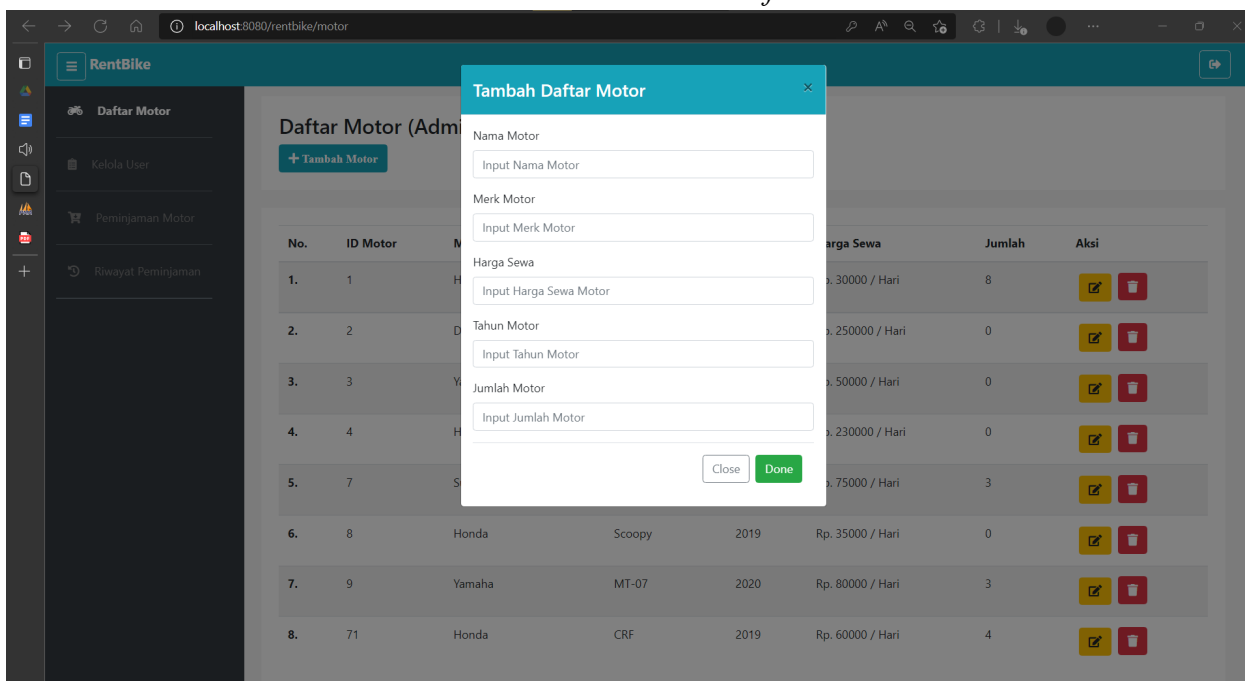 localhost:8080/rentbike/motor
RentBike
Tambah Daftar Motor ×
Daftar Motor
Kelola User
Peminjaman Motor
Riwayat Peminjaman
Daftar Motor
+ Tambah Motor
Nama Motor
Input Nama Motor
Merk Motor
Input Merk Motor
Harga Sewa
Input Harga Sewa Motor
Tahun Motor
Input Tahun Motor
Jumlah Motor
Input Jumlah Motor
Close Done
No. ID Motor Jumlah Aksi
1. 1 30000 / Hari 8
2. 2 250000 / Hari 0
3. 3 50000 / Hari 0
4. 4 230000 / Hari 0
5. 7 75000 / Hari 3
6. 8 Honda Scoopy 2019 Rp. 35000 / Hari 0
7. 9 Yamaha MT-07 2020 Rp. 80000 / Hari 3
8. 71 Honda CRF 2019 Rp. 60000 / Hari 4